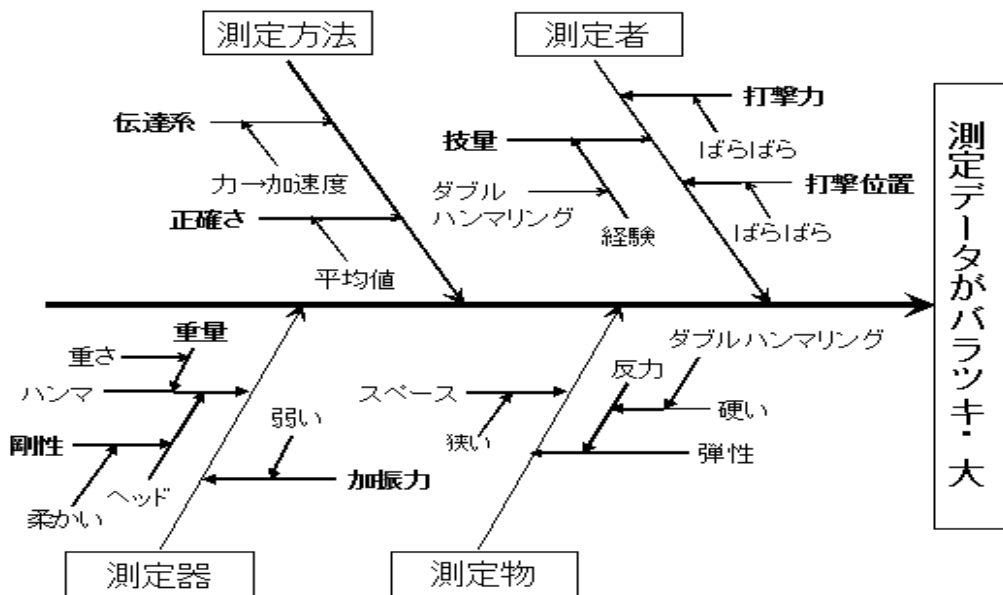 測定方法
測定者
伝達系
力→加速度
正確さ
平均値
打撃力
ばらばら
技量
ダブル
ハンマリング
経験
打撃位置
ばらばら
測定データがバラツキ・大
重量
重さ
ハンマ
剛性
柔かい
ヘッド
弱い
加振力
スペース
狭い
ダブルハンマリング
反力
硬い
弾性
測定器
測定物